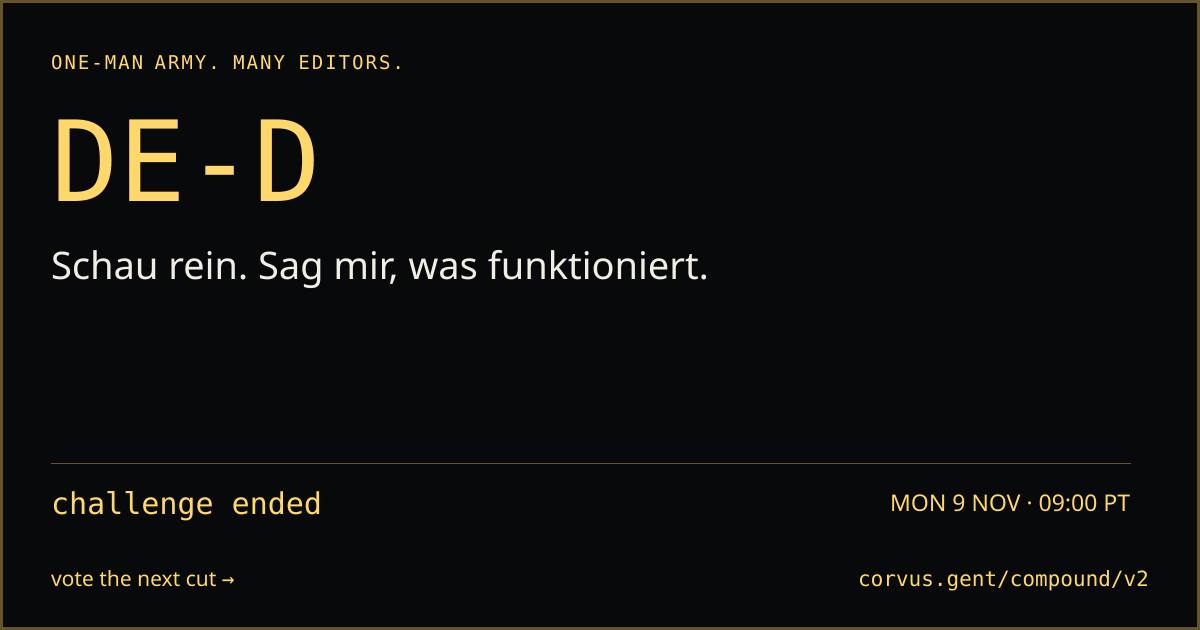 ONE-MAN ARMY. MANY EDITORS.
DE-D
Schau rein. Sag mir, was funktioniert.
challenge ended
MON 9 NOV · 09:00 PT
vote the next cut →
corvus.gent/compound/v2